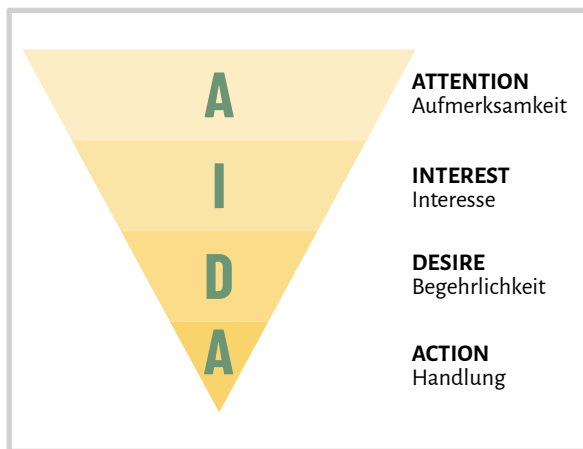 A
ATTENTION
Aufmerksamkeit
I
INTEREST
Interesse
D
DESIRE
Begehrlichkeit
A
ACTION
Handlung